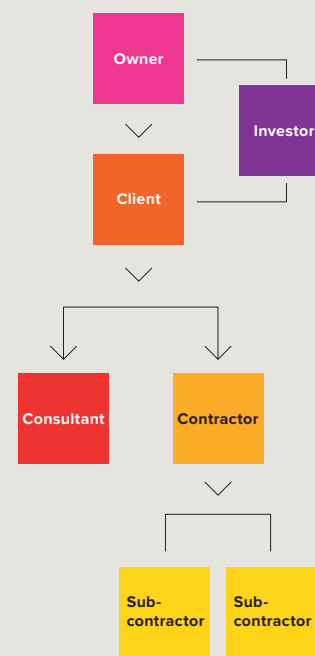 Owner
Investor
Client
Consultant
Contractor
Sub-
contractor
Sub-
contractor